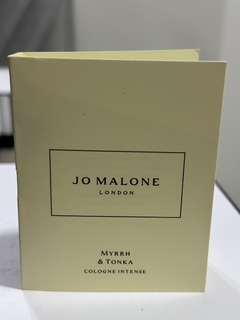 JO MALONE
LONDON
MYRRH
& TONKA
COLOGNE INTENSE